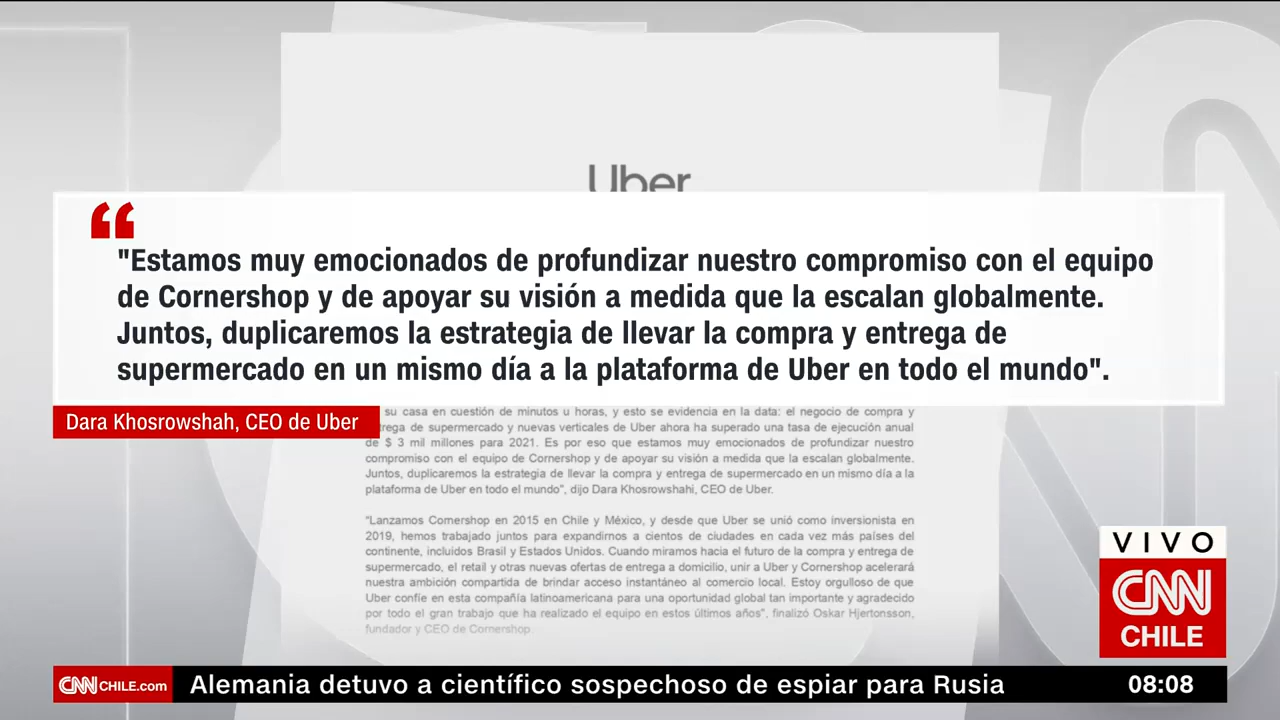 Uber
"Estamos muy emocionados de profundizar nuestro compromiso con el equipo
de Cornershop y de apoyar su visión a medida que la escalan globalmente.
Juntos, duplicaremos la estrategia de llevar la compra y entrega de
supermercado en un mismo día a la plataforma de Uber en todo el mundo".
Dara Khosrowshah, CEO de Uber
su casa en cuestión de minutos u horas, y esto se evidencia en la data: el negocio de compra y
trega de supermercado y nuevas verticales de Uber ahora ha superado una tasa de ejecución anual
de $ 3 mil millones para 2021. Es por eso que estamos muy emocionados de profundizar nuestro
compromiso con el equipo de Cornershop y de apoyar su visión a medida que la escalan globalmente.
Juntos, duplicaremos la estrategia de llevar la compra y entrega de supermercado en un mismo día a la
plataforma de Uber en todo el mundo", dijo Dara Khosrowshahi, CEO de Uber.
"Lanzamos Cornershop en 2015 en Chile y México, y desde que Uber se unió como inversionista en
2019, hemos trabajado juntos para expandirnos a cientos de ciudades en cada vez más países del
continente, incluidos Brasil y Estados Unidos. Cuando miramos hacia el futuro de la compra y entrega de
supermercado, el retail y otras nuevas ofertas de entrega a domicilio, unir a Uber y Cornershop acelerará
nuestra ambición compartida de brindar acceso instantáneo al comercio local. Estoy orgulloso de que
Uber confíe en esta compañía latinoamericana para una oportunidad global tan importante y agradecido
por todo el gran trabajo que ha realizado el equipo en estos últimos años", finalizó Oskar Hjertonsson,
fundador y CEO de Cornershop.
VIVO
CNN
CHILE
CNNCHILE.com
Alemania detuvo a científico sospechoso de espiar para Rusia
08:08